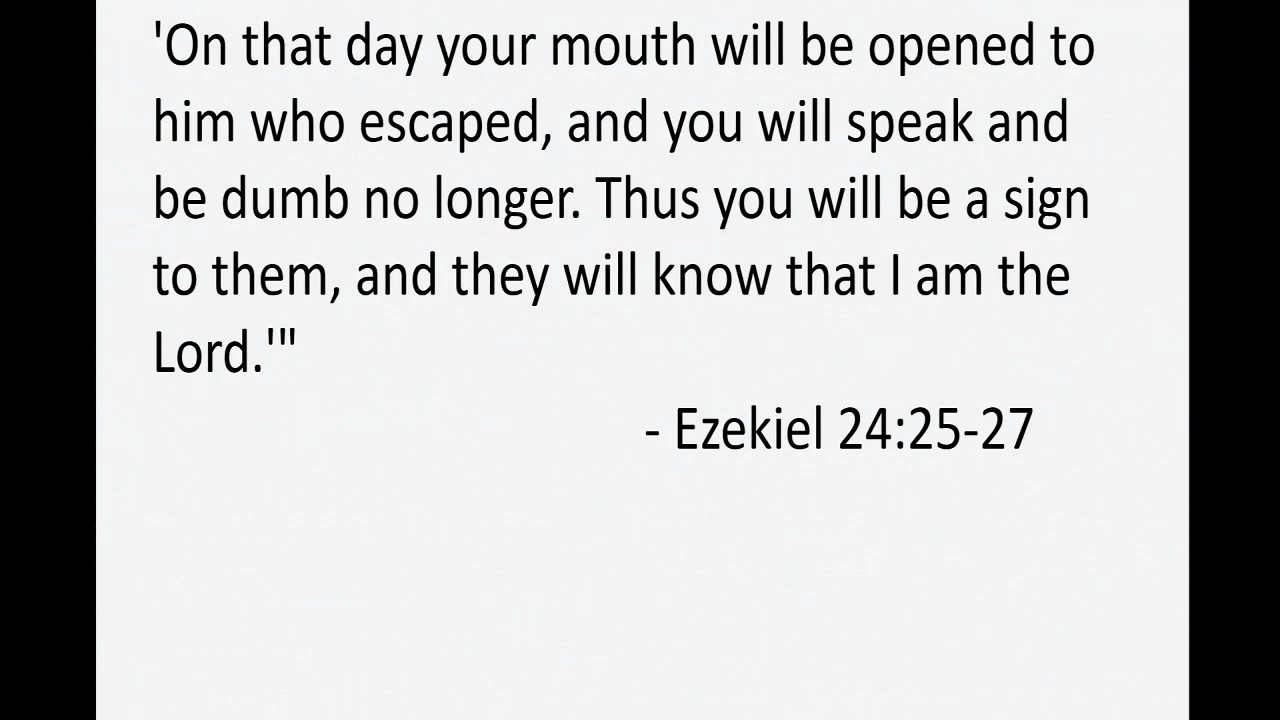 'On that day your mouth will be opened to
him who escaped, and you will speak and
be dumb no longer. Thus you will be a sign
to them, and they will know that I am the
Lord.'"
- Ezekiel 24:25-27